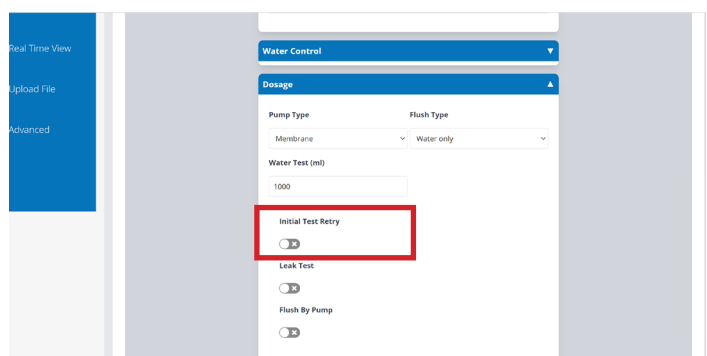 Real Time View
Upload File
Advanced
Water Control
Dosage
Pump Type Flush Type
Membrane Water only
Water Test (ml)
1000
Initial Test Retry
Leak Test
Flush By Pump